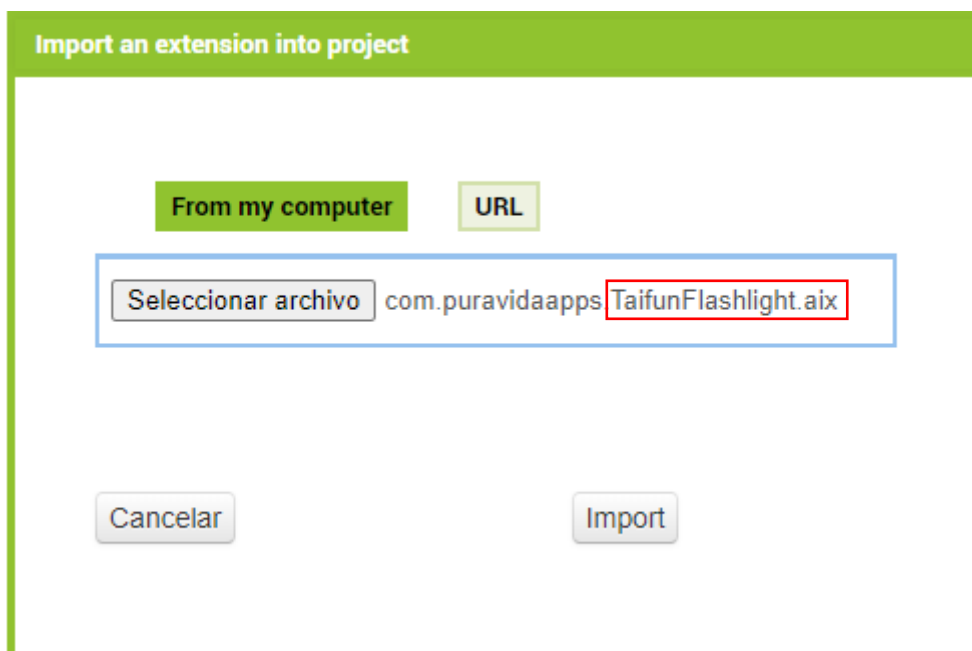 Import an extension into project
From my computer URL
Seleccionar archivo com.puravidaapps.TaifunFlashlight.aix
Cancelar Import